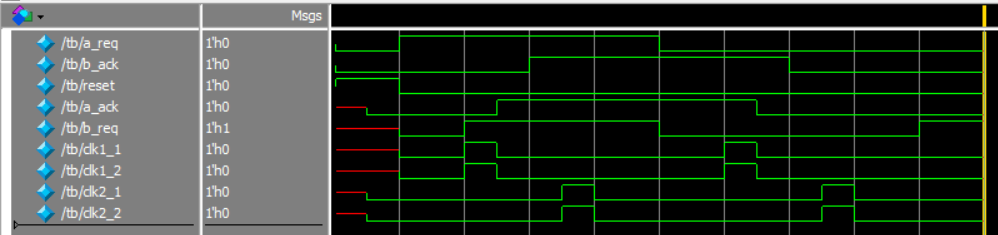 Msgs
/tb/a_req 1'h0
/tb/b_ack 1'h0
/tb/reset 1'h0
/tb/a_ack 1'h0
/tb/b_req 1'h1
/tb/clk1_1 1'h0
/tb/clk1_2 1'h0
/tb/clk2_1 1'h0
/tb/clk2_2 1'h0